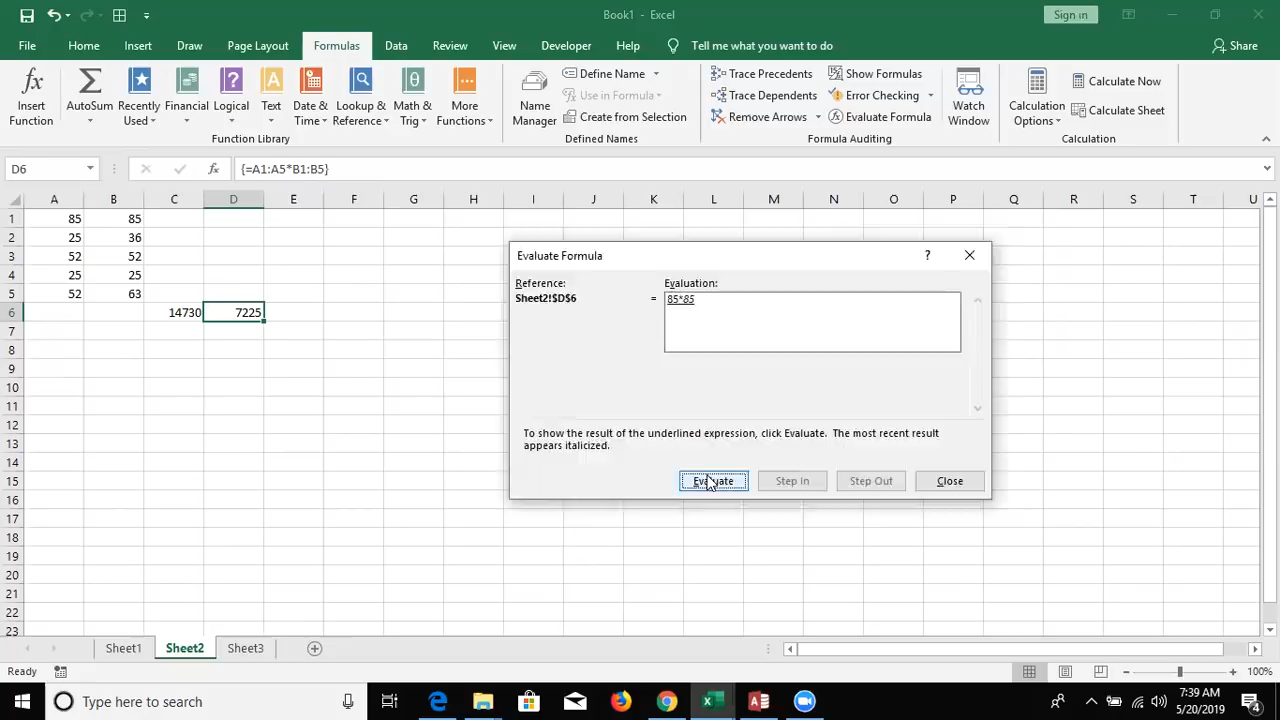 Book1 - Excel
Sign in
File Home Insert Draw Page Layout Formulas Data Review View Developer Help Tell me what you want to do Share
Insert Function
AutoSum
Recently Used
Financial
Logical
Text
Date & Time
Lookup & Reference
Math & Trig
More Functions
Function Library
Name Manager
Define Name
Use in Formula
Create from Selection
Defined Names
Trace Precedents
Trace Dependents
Remove Arrows
Show Formulas
Error Checking
Evaluate Formula
Formula Auditing
Watch Window
Calculation Options
Calculate Now
Calculate Sheet
Calculation
D6 fx {=A1:A5*B1:B5}
A B C D E F G H I J K L M N O P Q R S T U
1 85 85
2 25 36
3 52 52
4 25 25
5 52 63
6 14730 7225
7
8
9
10
11
12
13
14
15
16
17
18
19
20
21
22
23
Evaluate Formula ?
Reference: Evaluation:
Sheet2!$D$6 = 85*85
To show the result of the underlined expression, click Evaluate. The most recent result
appears italicized.
Evaluate Step In Step Out Close
Sheet1 Sheet2 Sheet3
Ready 100%
Type here to search
7:39 AM
5/20/2019
4